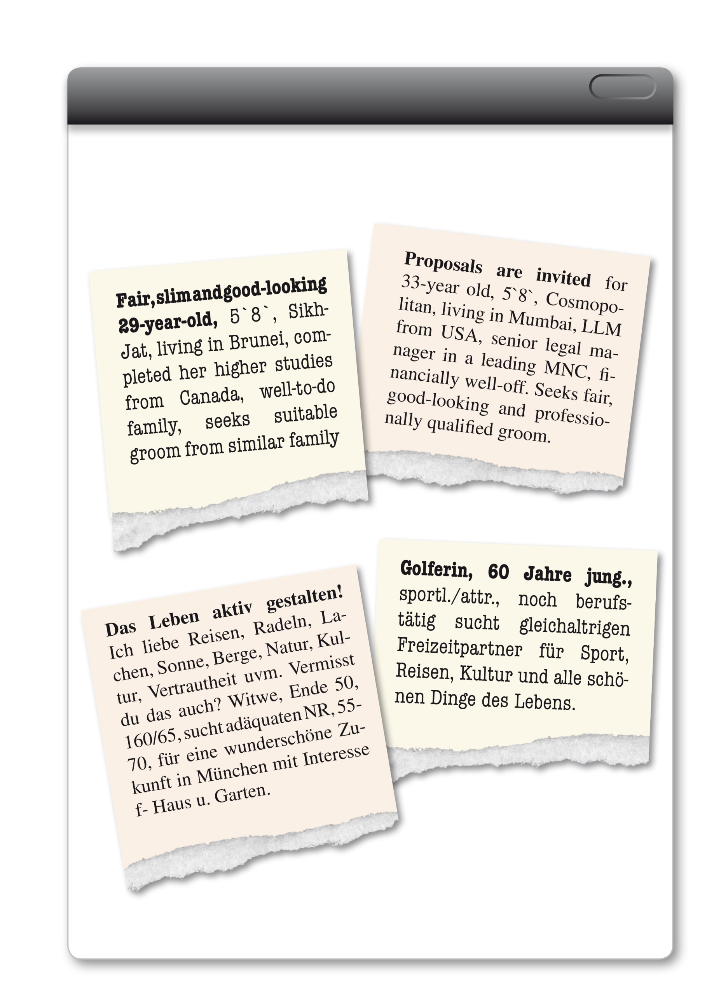 Fair, slim and good-looking
29-year-old, 5`8`, Sikh-
Jat, living in Brunei, com-
pleted her higher studies
from Canada, well-to-do
family, seeks suitable
groom from similar family
Proposals are invited for
33-year old, 5`8`, Cosmopo-
litan, living in Mumbai, LLM
from USA, senior legal ma-
nager in a leading MNC, fi-
nancially well-off. Seeks fair,
good-looking and professio-
nally qualified groom.
Das Leben aktiv gestalten!
Ich liebe Reisen, Radeln, La-
chen, Sonne, Berge, Natur, Kul-
tur, Vertrautheit uvm. Vermisst
du das auch? Witwe, Ende 50,
160/65, sucht adäquaten NR, 55-
70, für eine wunderschöne Zu-
kunft in München mit Interesse
f- Haus u. Garten.
Golferin, 60 Jahre jung.,
sportl./attr., noch berufs-
tätig sucht gleichaltrigen
Freizeitpartner für Sport,
Reisen, Kultur und alle schö-
nen Dinge des Lebens.